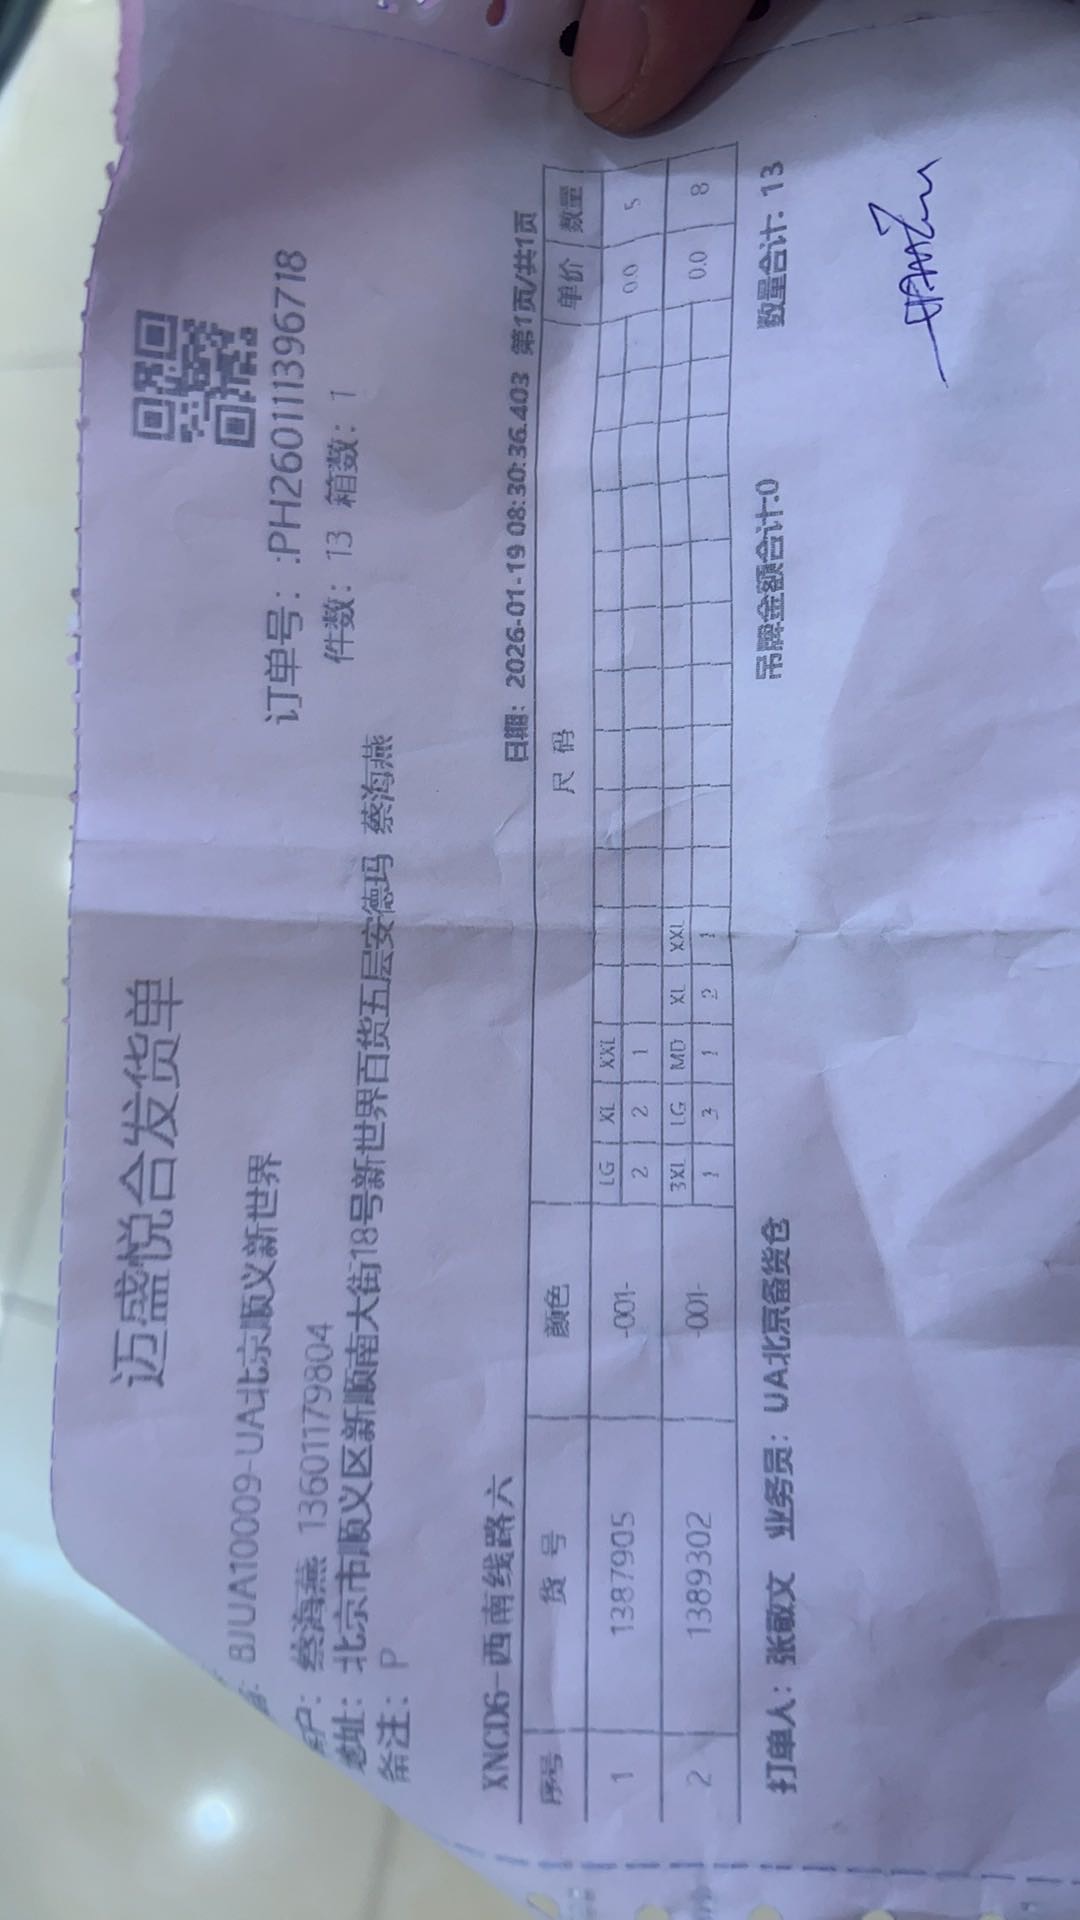 迈盛悦合发货单
BJUA10009-UA北京顺义新世界
订单号：:PH260111396718
户：蔡海燕 13601179804
件数：13 箱数：1
地址：北京市顺义区新顺南大街18号新世界百货五层安德玛 蔡海燕
备注：P
XNCD6-西南线路六
日期：2026-01-19 08:30:36.403 第1页/共1页
序号 货号 颜色 尺码 单价 数量
LG XL XXL
1 1387905 -001- 2 2 1 0.0 5
3XL LG MD XL XXL
2 1389302 -001- 1 3 1 2 1 0.0 8
打单人：张敬文 业务员：UA北京备货仓 吊牌金额合计:0 数量合计：13